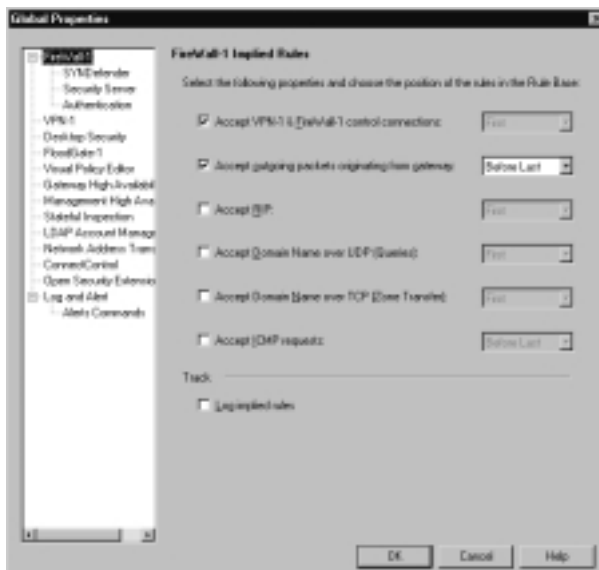 Global Properties
FireWall-1
SYNDefender
Security Server
Authentication
VPN-1
Desktop Security
FloodGate-1
Visual Policy Editor
Gateway High Availabil
Management High Ava
Stateful Inspection
LDAP Account Manage
Network Address Trans
ConnectControl
Open Security Extensio
Log and Alert
Alerts Commands
FireWall-1 Implied Rules
Select the following properties and choose the position of the rules in the Rule Base:
Accept VPN-1 & FireWall-1 control connections: First
Accept outgoing packets originating from gateway: Before Last
Accept RIP: First
Accept Domain Name over UDP (Queries): First
Accept Domain Name over TCP (Zone Transfer): First
Accept ICMP requests: Before Last
Track
Log implied rules
OK Cancel Help